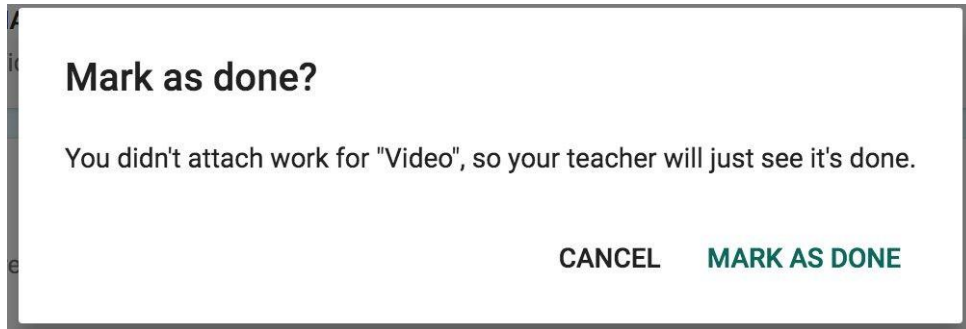 Mark as done?
You didn't attach work for "Video", so your teacher will just see it's done.
CANCEL MARK AS DONE